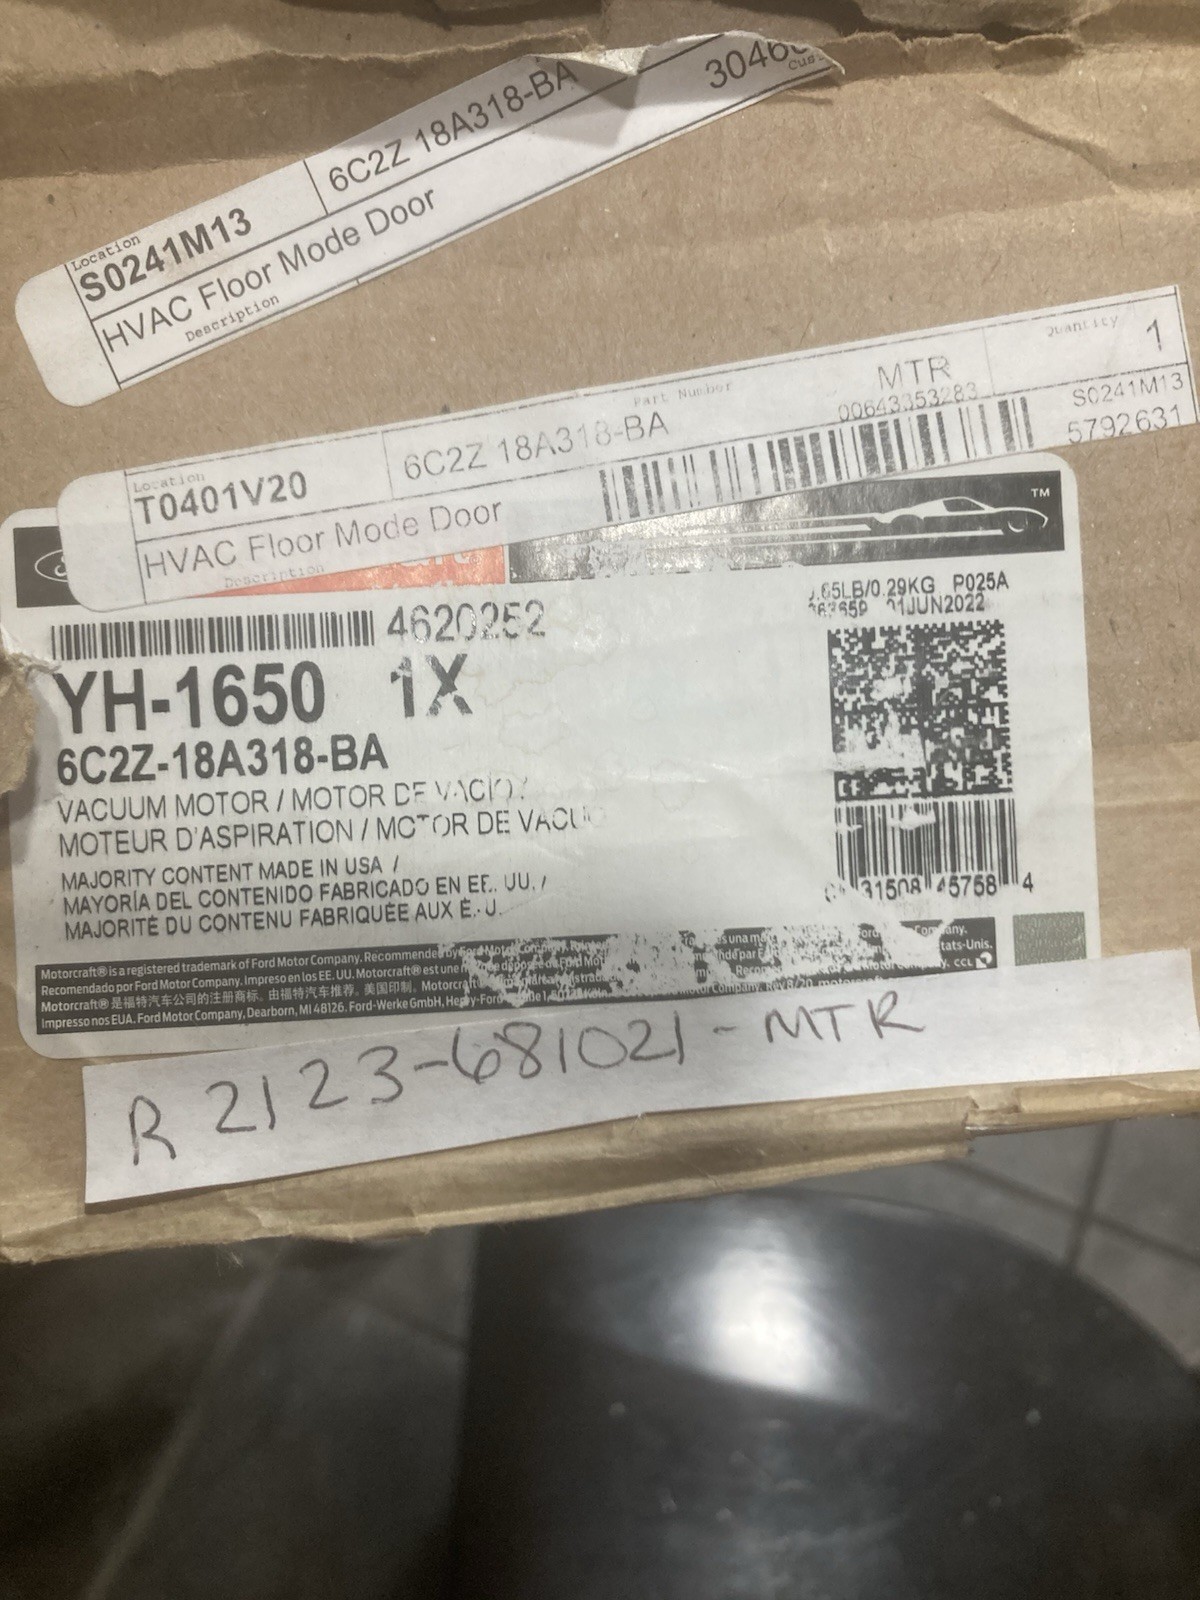 Location
S0241M13
6C2Z 18A318-BA
HVAC Floor Mode Door
Description
Location
T0401V20
Part Number
6C2Z 18A318-BA
MTR
00643353283
Quantity
1
S0241M13
5792631
HVAC Floor Mode Door
Description
TM
4620252
YH-1650 1X
6C2Z-18A318-BA
VACUUM MOTOR / MOTOR DE
MOTEUR D'ASPIRATION / MOTOR DE
MAJORITY CONTENT MADE IN USA /
MAYORÍA DEL CONTENIDO FABRICADO EN EE. UU. /
MAJORITÉ DU CONTENU FABRIQUÉE AUX É.-U.
.65LB/0.29KG P025A
01JUN2022
31508 45758 4
Motorcraft® is a registered trademark of Ford Motor Company. Recommended by Ford Motor Company.
Recomendado por Ford Motor Company. Impreso en los EE. UU. Motorcraft® est une
Motorcraft® 是福特汽车公司的注册商标。由福特汽车推荐。美国印制。
Impresso nos EUA. Ford Motor Company, Dearborn, MI 48126. Ford-Werke GmbH,
R 2123-681021-MTR